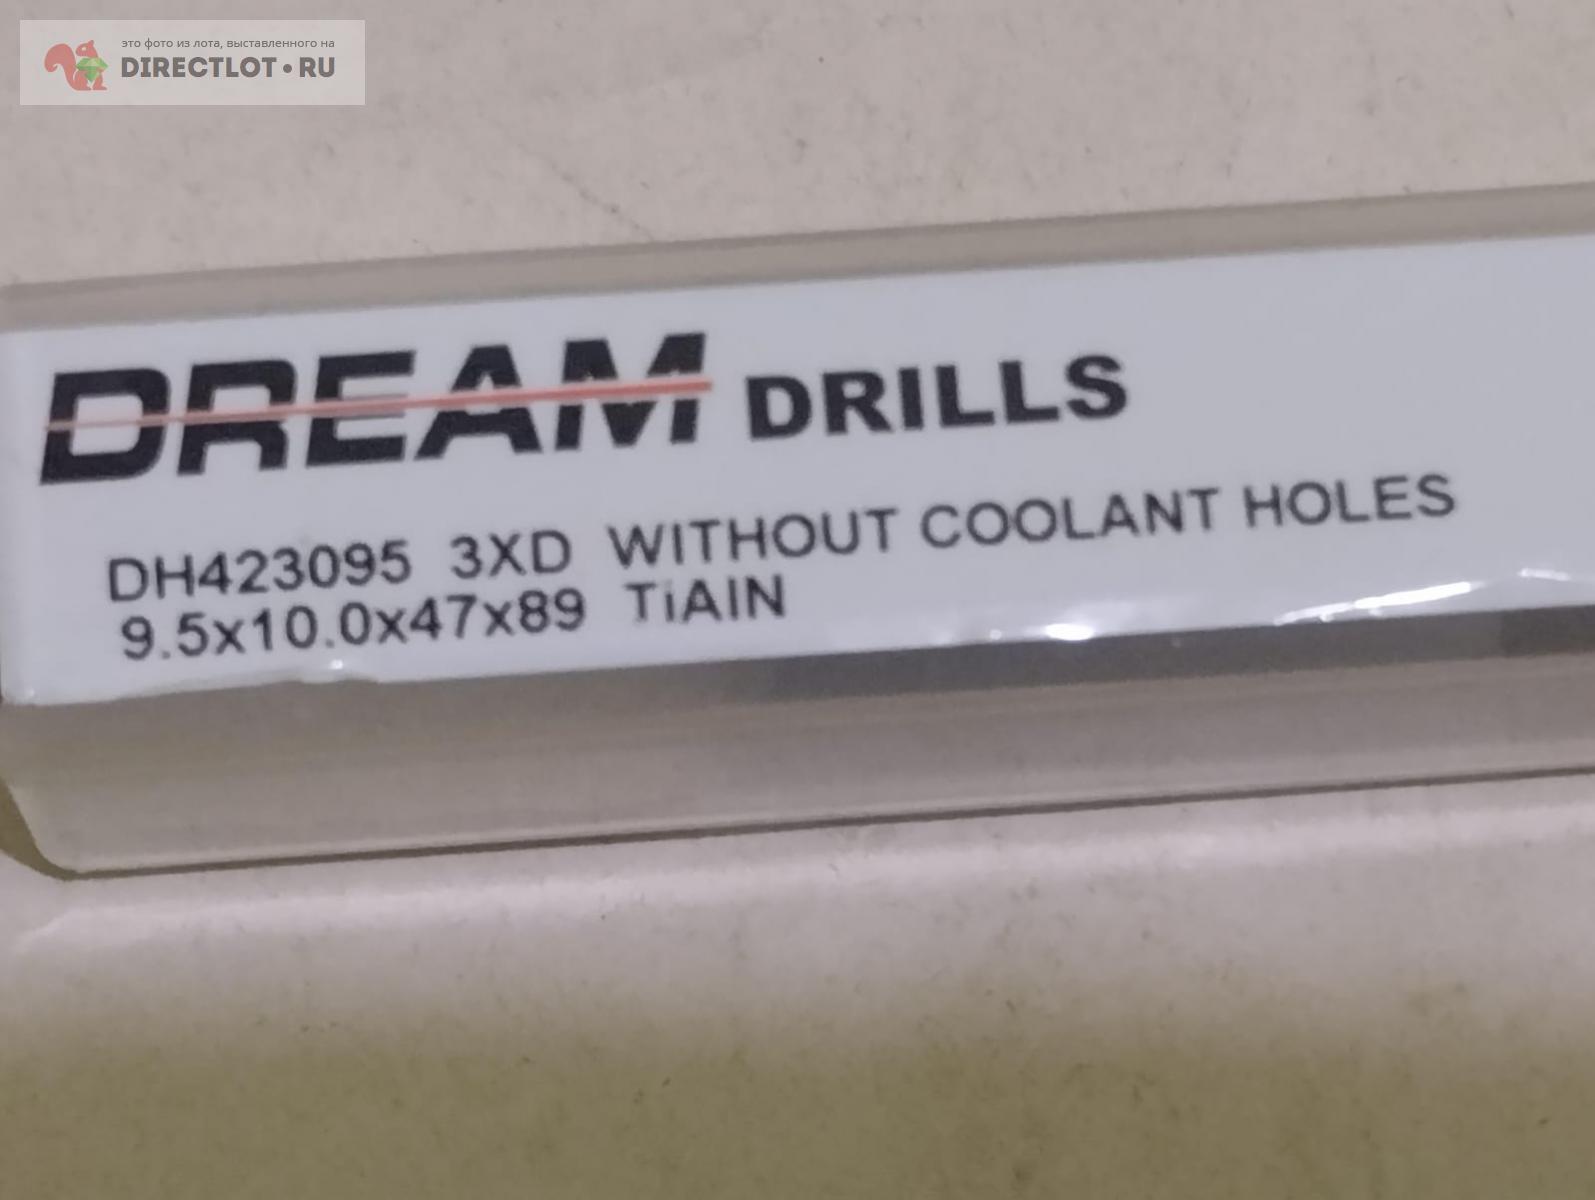 это фото из лота, выставленного на
DIRECTLOT•RU
DREAM DRILLS
DH423095 3XD WITHOUT COOLANT HOLES
9.5x10.0x47x89 TiAIN